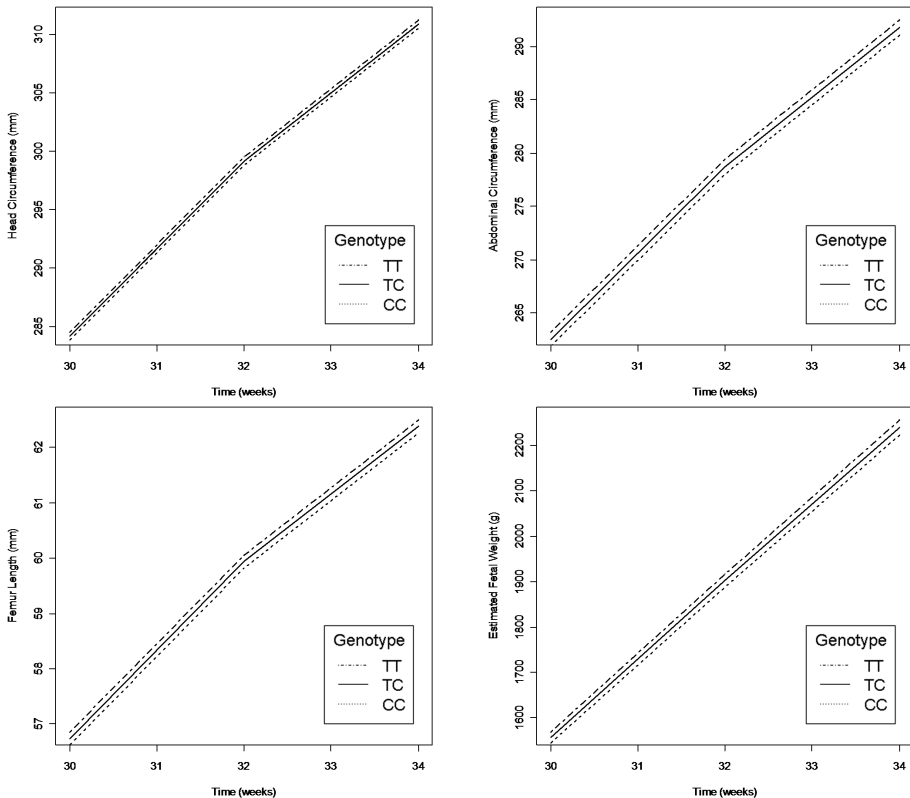 Head Circumference (mm)
310
305
300
295
290
285
30 31 32 33 34
Time (weeks)
Genotype
TT
TC
CC
Abdominal Circumference (mm)
290
285
280
275
270
265
30 31 32 33 34
Time (weeks)
Genotype
TT
TC
CC
Femur Length (mm)
62
61
60
59
58
57
30 31 32 33 34
Time (weeks)
Genotype
TT
TC
CC
Estimated Fetal Weight (g)
2200
2100
2000
1900
1800
1700
1600
30 31 32 33 34
Time (weeks)
Genotype
TT
TC
CC